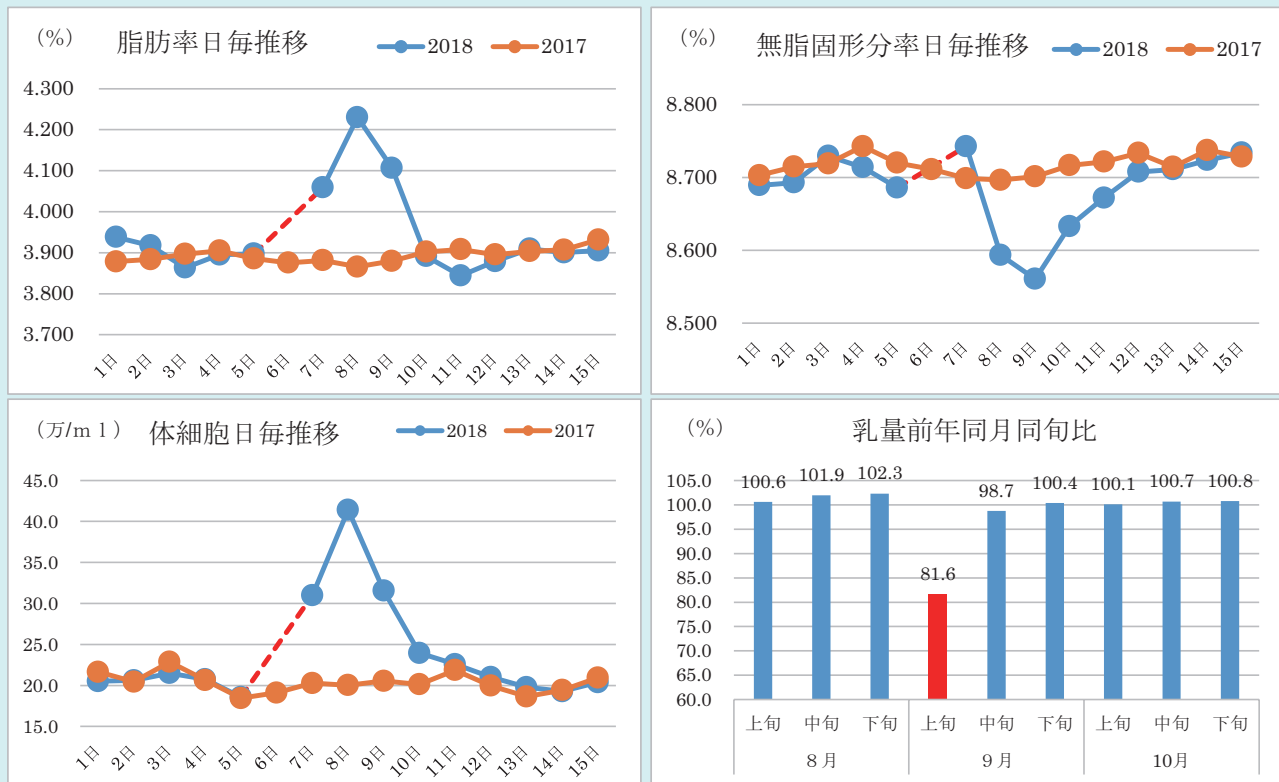 (%) 脂肪率日毎推移 2018 2017
4.300
4.200
4.100
4.000
3.900
3.800
3.700
1日 2日 3日 4日 5日 6日 7日 8日 9日 10日 11日 12日 13日 14日 15日
(%) 無脂固形分率日毎推移 2018 2017
8.800
8.700
8.600
8.500
1日 2日 3日 4日 5日 6日 7日 8日 9日 10日 11日 12日 13日 14日 15日
(万/ml) 体細胞日毎推移 2018 2017
45.0
40.0
35.0
30.0
25.0
20.0
15.0
1日 2日 3日 4日 5日 6日 7日 8日 9日 10日 11日 12日 13日 14日 15日
(%) 乳量前年同月同旬比
105.0
100.0
95.0
90.0
85.0
80.0
75.0
70.0
65.0
60.0
100.6 101.9 102.3 81.6 98.7 100.4 100.1 100.7 100.8
上旬 中旬 下旬 上旬 中旬 下旬 上旬 中旬 下旬
8月 9月 10月